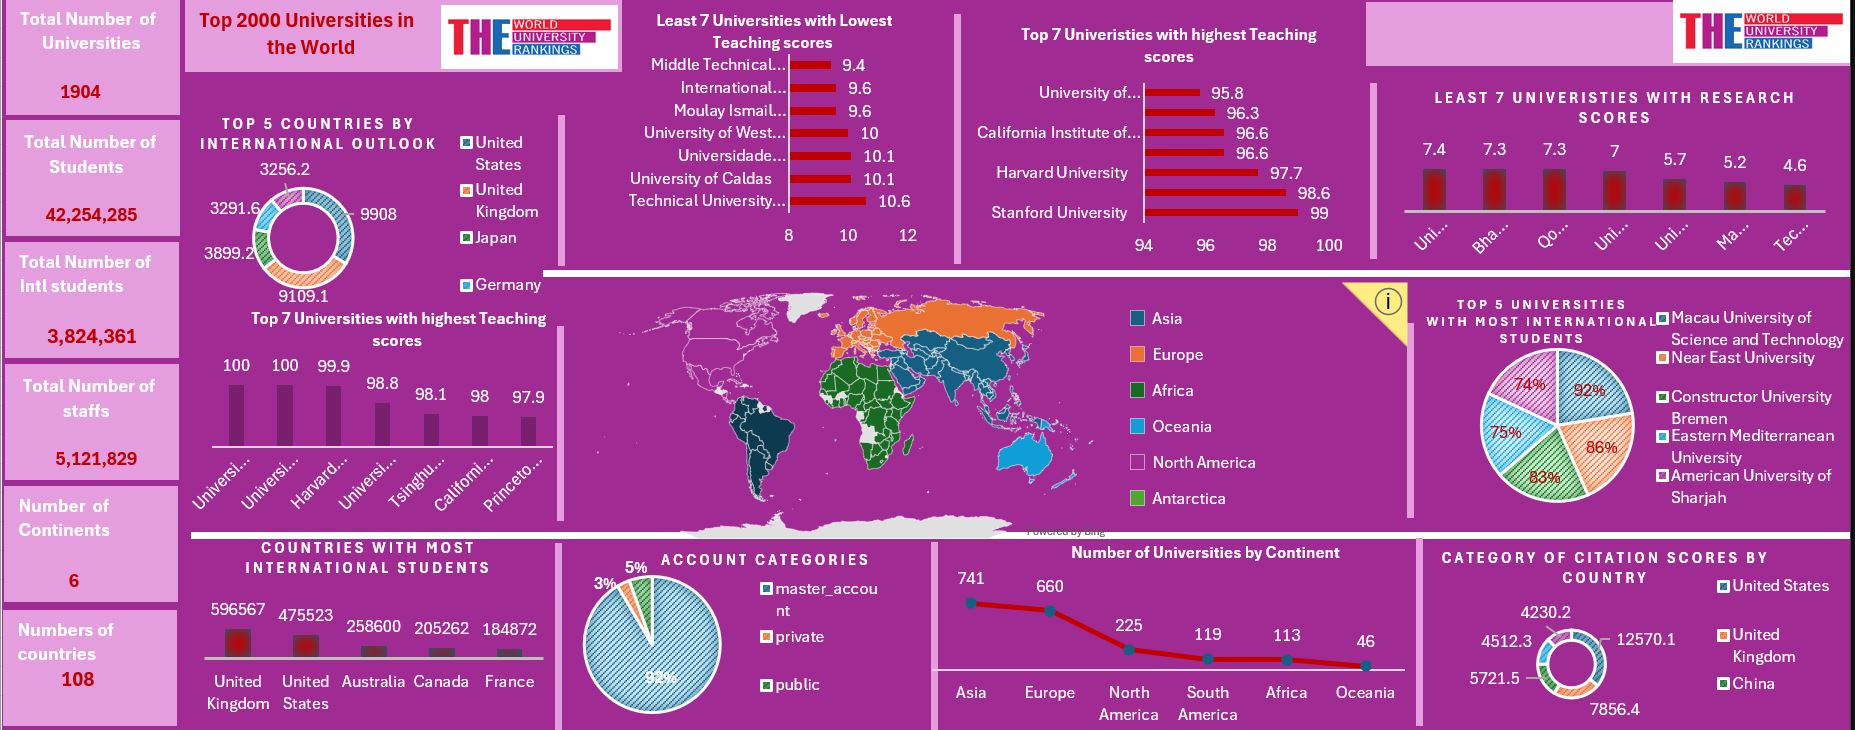 Total Number of
Universities
1904
Total Number of
Students
42,254,285
Total Number of
Intl students
3,824,361
Total Number of
staffs
5,121,829
Number of
Continents
6
Numbers of
countries
108
Top 2000 Universities in
the World
THE WORLD
UNIVERSITY
RANKINGS
TOP 5 COUNTRIES BY
INTERNATIONAL OUTLOOK
3256.2
3291.6
9908
3899.2
9109.1
United
States
United
Kingdom
Japan
Germany
Least 7 Universities with Lowest
Teaching scores
Middle Technical... 9.4
International... 9.6
Moulay Ismail... 9.6
University of West... 10
Universidade... 10.1
University of Caldas 10.1
Technical University... 10.6
8 10 12
Top 7 Univeristies with highest Teaching
scores
University of... 95.8
96.3
California Institute of... 96.6
96.6
Harvard University 97.7
98.6
Stanford University 99
94 96 98 100
THE WORLD
UNIVERSITY
RANKINGS
LEAST 7 UNIVERISTIES WITH RESEARCH
SCORES
7.4 7.3 7.3 7 5.7 5.2 4.6
Uni... Bha... Qo... Uni... Uni... Ma... Tec...
Top 7 Universities with highest Teaching
scores
100 100 99.9 98.8 98.1 98 97.9
Universi... Universi... Harvard... Universi... Tsinghu... Californi... Princeto...
Asia
Europe
Africa
Oceania
North America
Antarctica
Powered by Bing
i
TOP 5 UNIVERSITIES
WITH MOST INTERNATIONAL
STUDENTS
92%
86%
83%
75%
74%
Macau University of
Science and Technology
Near East University
Constructor University
Bremen
Eastern Mediterranean
University
American University of
Sharjah
COUNTRIES WITH MOST
INTERNATIONAL STUDENTS
596567 475523 258600 205262 184872
United
Kingdom
United
States
Australia
Canada
France
ACCOUNT CATEGORIES
5%
3%
92%
master_accou
nt
private
public
Number of Universities by Continent
741 660 225 119 113 46
Asia
Europe
North
America
South
America
Africa
Oceania
CATEGORY OF CITATION SCORES BY
COUNTRY
4230.2
4512.3
12570.1
5721.5
7856.4
United States
United
Kingdom
China